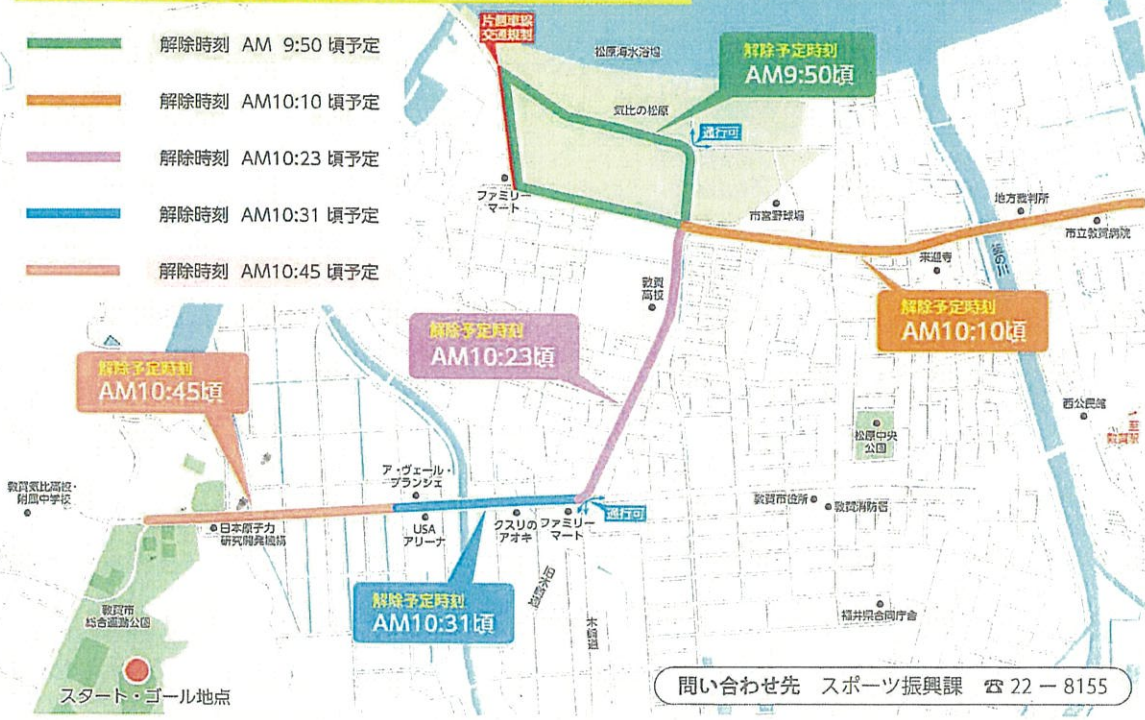 解除時刻 AM 9:50 頃予定
解除時刻 AM10:10 頃予定
解除時刻 AM10:23 頃予定
解除時刻 AM10:31 頃予定
解除時刻 AM10:45 頃予定
片側車線
交通規制
松原海水浴場
解除予定時刻
AM9:50頃
気比の松原
通行可
ファミリー
マート
市営野球場
地方裁判所
市立敦賀病院
来迎寺
敦賀
高校
解除予定時刻
AM10:10頃
解除予定時刻
AM10:23頃
解除予定時刻
AM10:45頃
西公民館
至
敦賀駅
松原中央
公園
敦賀気比高校・
附属中学校
ア・ヴェール・
ブランシェ
日本原子力
研究開発機構
USA
アリーナ
クスリの
アオキ
ファミリー
マート
通行可
敦賀市役所
敦賀消防署
解除予定時刻
AM10:31頃
木崎通
敦賀市
総合運動公園
福井県合同庁舎
スタート・ゴール地点
問い合わせ先 スポーツ振興課 ☎ 22 − 8155